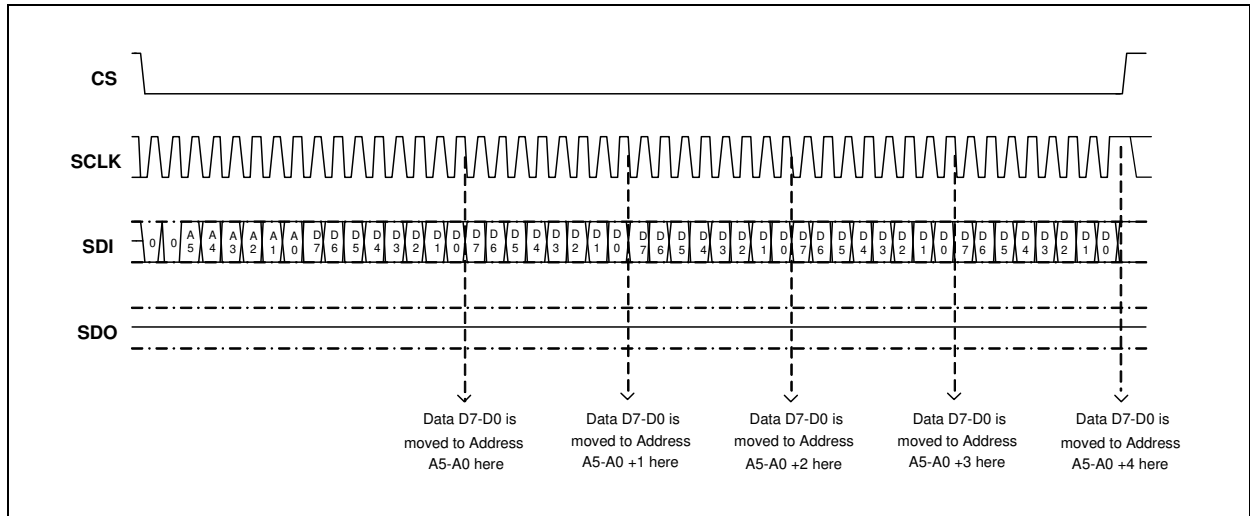 CS
SCLK
SDI
0 0 A5 A4 A3 A2 A1 A0 D7 D6 D5 D4 D3 D2 D1 D0 D7 D6 D5 D4 D3 D2 D1 D0 D7 D6 D5 D4 D3 D2 D1 D0 D7 D6 D5 D4 D3 D2 D1 D0 D7 D6 D5 D4 D3 D2 D1 D0
SDO
Data D7-D0 is
moved to Address
A5-A0 here
Data D7-D0 is
moved to Address
A5-A0 +1 here
Data D7-D0 is
moved to Address
A5-A0 +2 here
Data D7-D0 is
moved to Address
A5-A0 +3 here
Data D7-D0 is
moved to Address
A5-A0 +4 here